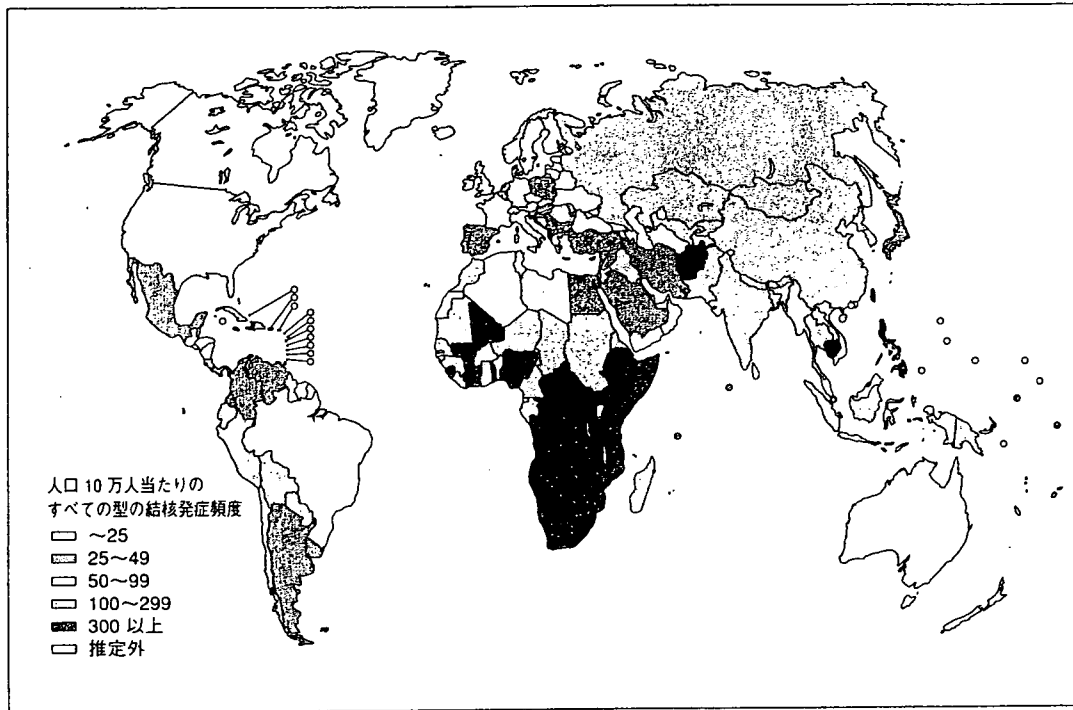 人口 10 万人当たりの
すべての型の結核発症頻度
～25
25～49
50～99
100～299
300 以上
推定外